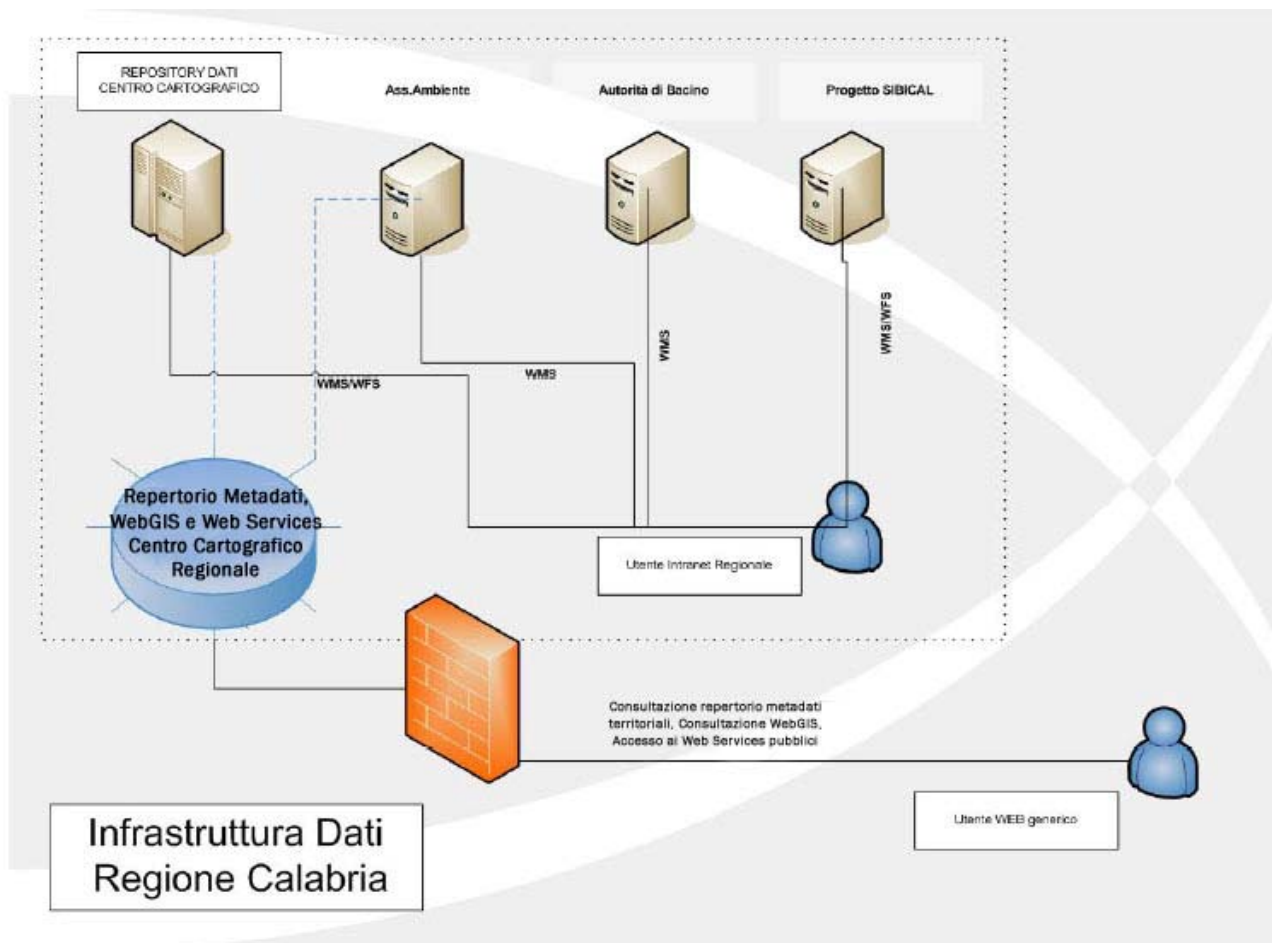 REPOSITORY DATI
CENTRO CARTOGRAFICO
Ass.Ambiente
Autorità di Bacino
Progetto SIBICAL
WMS/WFS
WMS
WMS
WMS/WFS
Repertorio Metadati,
WebGIS e Web Services
Centro Cartografico
Regionale
Utente Intranet Regionale
Consultazione repertorio metadati
territoriali, Consultazione WebGIS,
Accesso ai Web Services pubblici
Utente WEB generico
Infrastruttura Dati
Regione Calabria